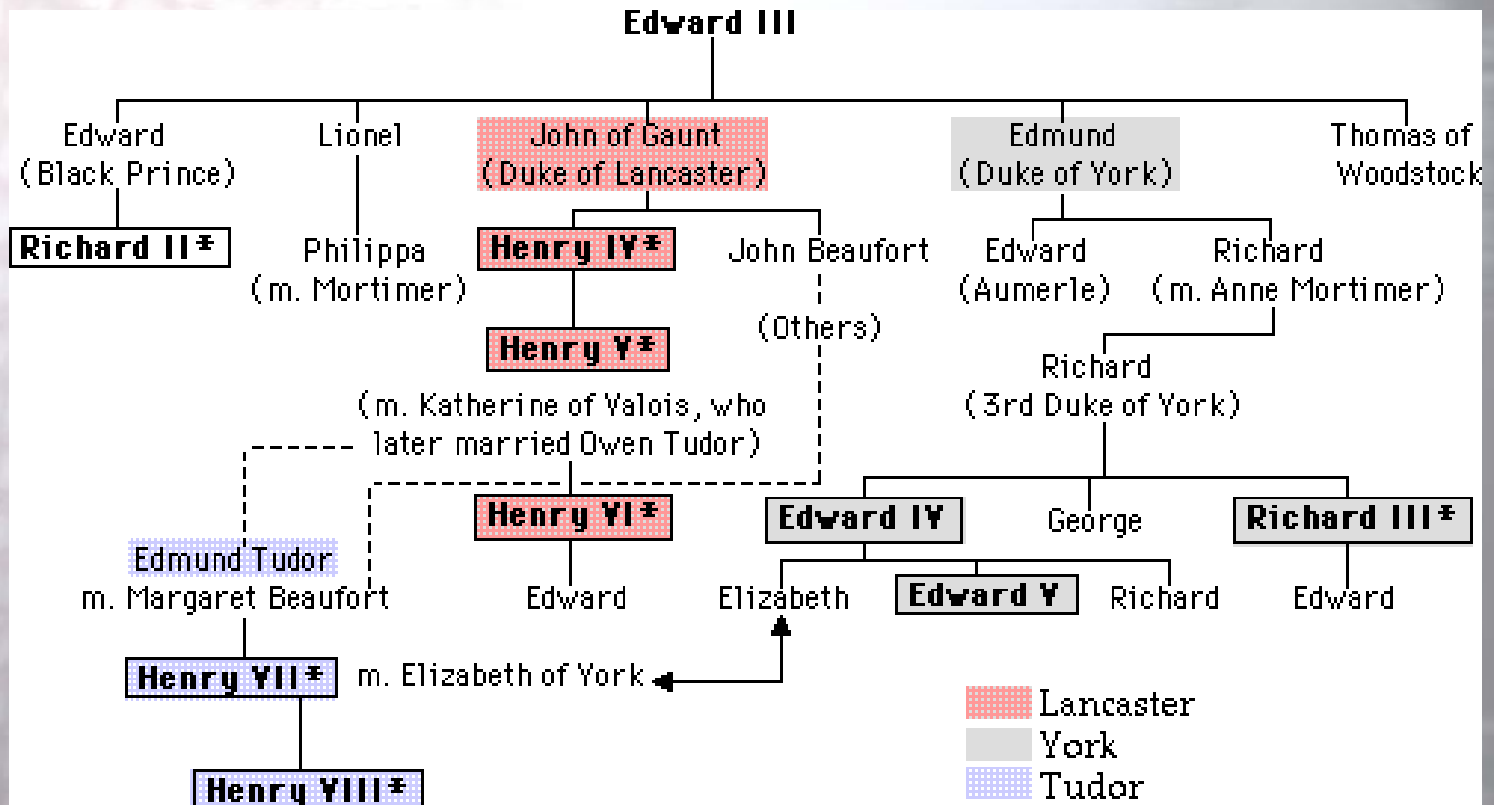 Edward III
Edward
(Black Prince)
Lionel
John of Gaunt
(Duke of Lancaster)
Edmund
(Duke of York)
Thomas of
Woodstock
Richard II*
Philippa
(m. Mortimer)
Henry IV*
John Beaufort
Edward
(Aumerle)
Richard
(m. Anne Mortimer)
Henry V*
(Others)
Richard
(3rd Duke of York)
(m. Katherine of Valois, who
later married Owen Tudor)
Henry VI*
Edward IV
George
Richard III*
Edmund Tudor
m. Margaret Beaufort
Edward
Elizabeth
Edward V
Richard
Edward
Henry VII*
m. Elizabeth of York
Henry VIII*
Lancaster
York
Tudor